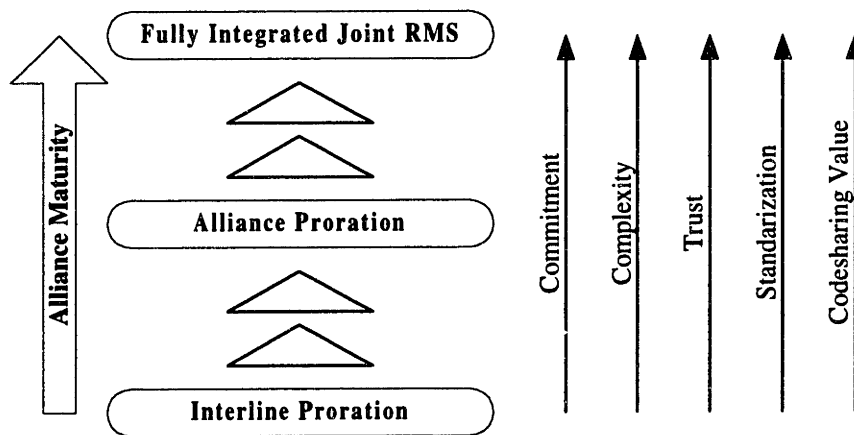 Fully Integrated Joint RMS
Alliance Maturity
Alliance Proration
Interline Proration
Commitment
Complexity
Trust
Standarization
Codesharing Value